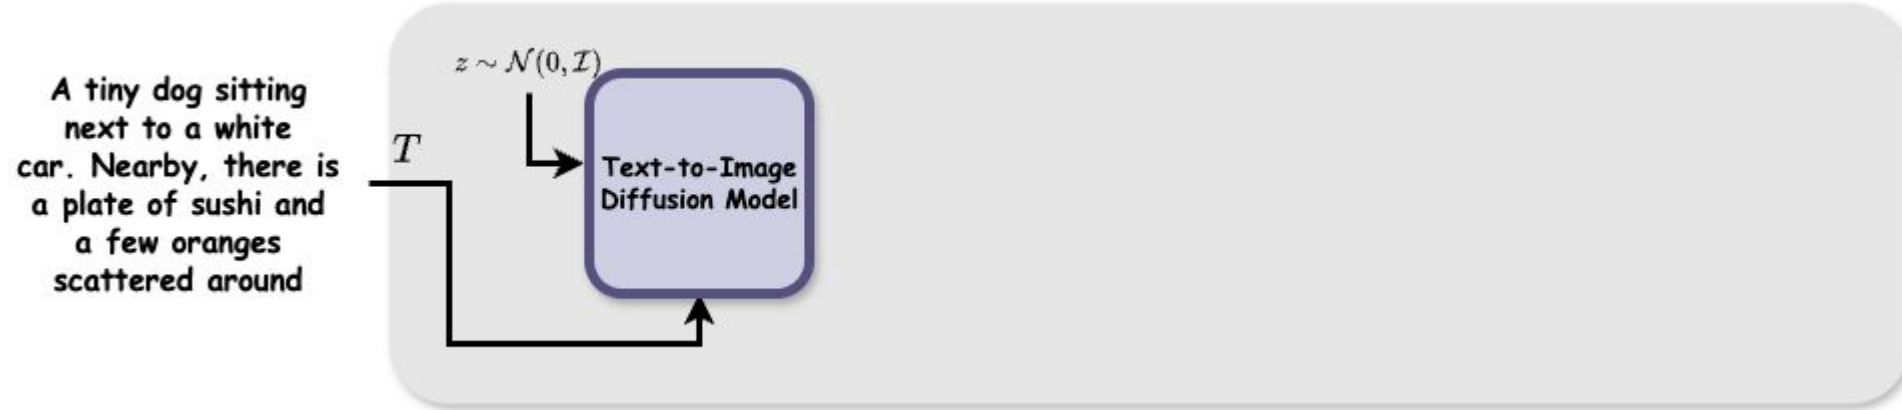 A tiny dog sitting
next to a white
car. Nearby, there is
a plate of sushi and
a few oranges
scattered around
T
z ~ 𝒩(0, ℐ)
Text-to-Image
Diffusion Model